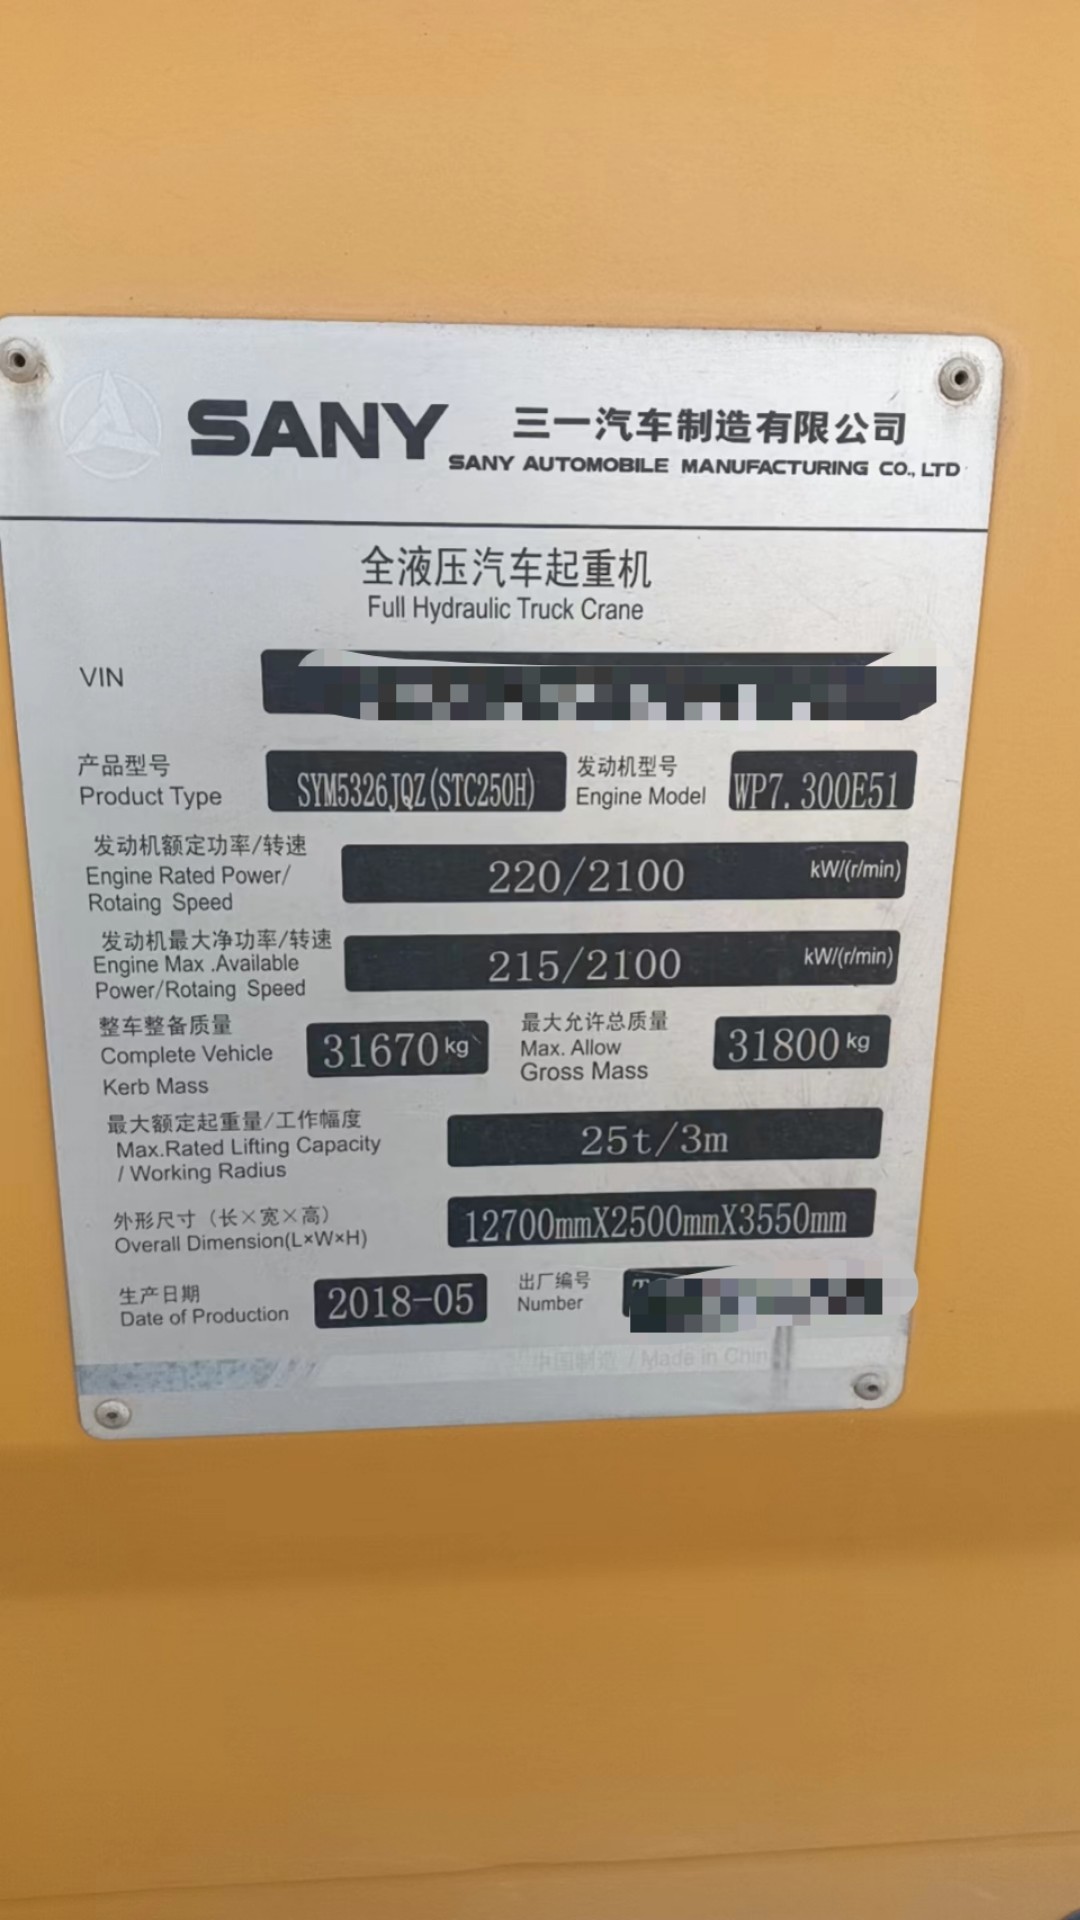 SANY 三一汽车制造有限公司
SANY AUTOMOBILE MANUFACTURING CO., LTD
全液压汽车起重机
Full Hydraulic Truck Crane
VIN
产品型号 发动机型号
Product Type SYM5326JQZ(STC250H) Engine Model WP7.300E51
发动机额定功率/转速
Engine Rated Power/ 220/2100 kW/(r/min)
Rotaing Speed
发动机最大净功率/转速
Engine Max .Available 215/2100 kW/(r/min)
Power/Rotaing Speed
整车整备质量 最大允许总质量
Complete Vehicle 31670kg Max. Allow 31800kg
Kerb Mass Gross Mass
最大额定起重量/工作幅度
Max.Rated Lifting Capacity 25t/3m
/ Working Radius
外形尺寸（长×宽×高）
Overall Dimension(L×W×H) 12700mmX2500mmX3550mm
生产日期 出厂编号
Date of Production 2018-05 Number
中国制造 / Made in Chin